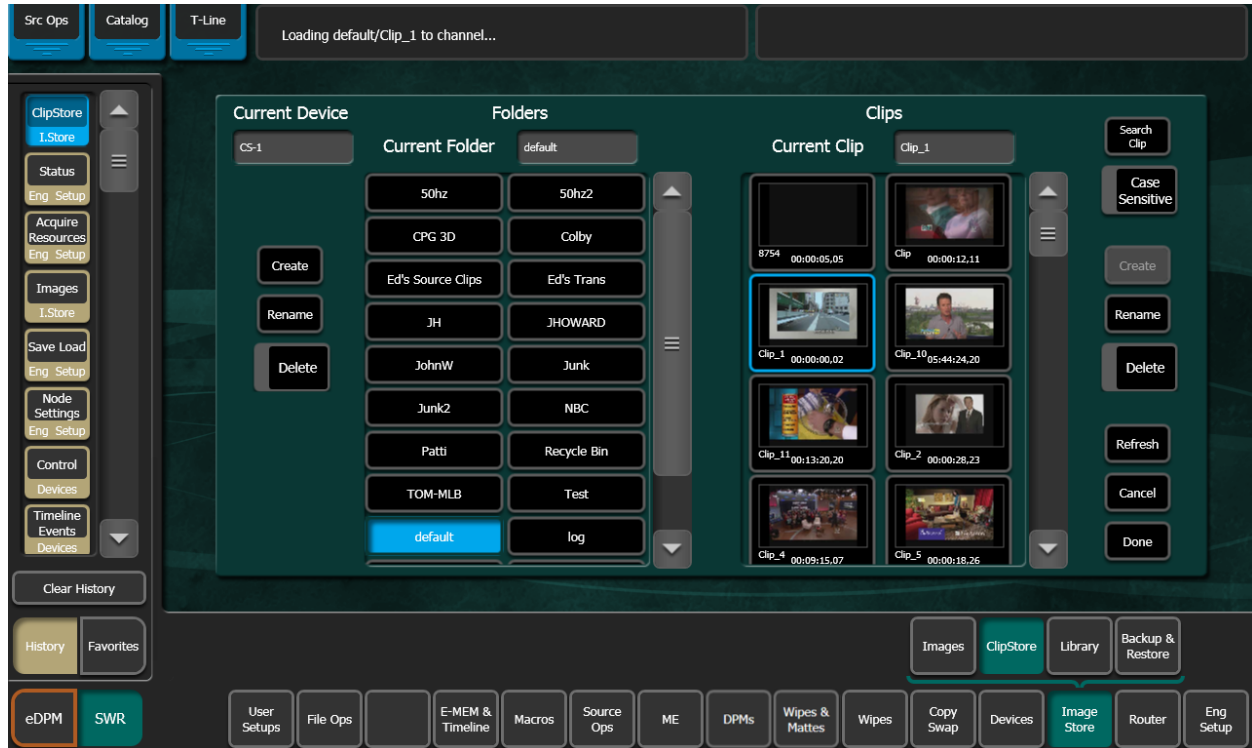 Src Ops
Catalog
T-Line
Loading default/Clip_1 to channel...
ClipStore
I.Store
Status
Eng Setup
Acquire
Resources
Eng Setup
Images
I.Store
Save Load
Eng Setup
Node
Settings
Eng Setup
Control
Devices
Timeline
Events
Devices
Clear History
History
Favorites
eDPM
SWR
Current Device
CS-1
Create
Rename
Delete
Folders
Current Folder
default
50hz
50hz2
CPG 3D
Colby
Ed's Source Clips
Ed's Trans
JH
JHOWARD
JohnW
Junk
Junk2
NBC
Patti
Recycle Bin
TOM-MLB
Test
default
log
Clips
Current Clip
Clip_1
8754 00:00:05,05
Clip 00:00:12,11
Clip_1 00:00:00,02
Clip_10 05:44:24,20
Clip_11 00:13:20,20
Clip_2 00:00:28,23
Clip_4 00:09:15,07
Clip_5 00:00:18,26
Search
Clip
Case
Sensitive
Create
Rename
Delete
Refresh
Cancel
Done
Images
ClipStore
Library
Backup &
Restore
User
Setups
File Ops
E-MEM &
Timeline
Macros
Source
Ops
ME
DPMs
Wipes &
Mattes
Wipes
Copy
Swap
Devices
Image
Store
Router
Eng
Setup